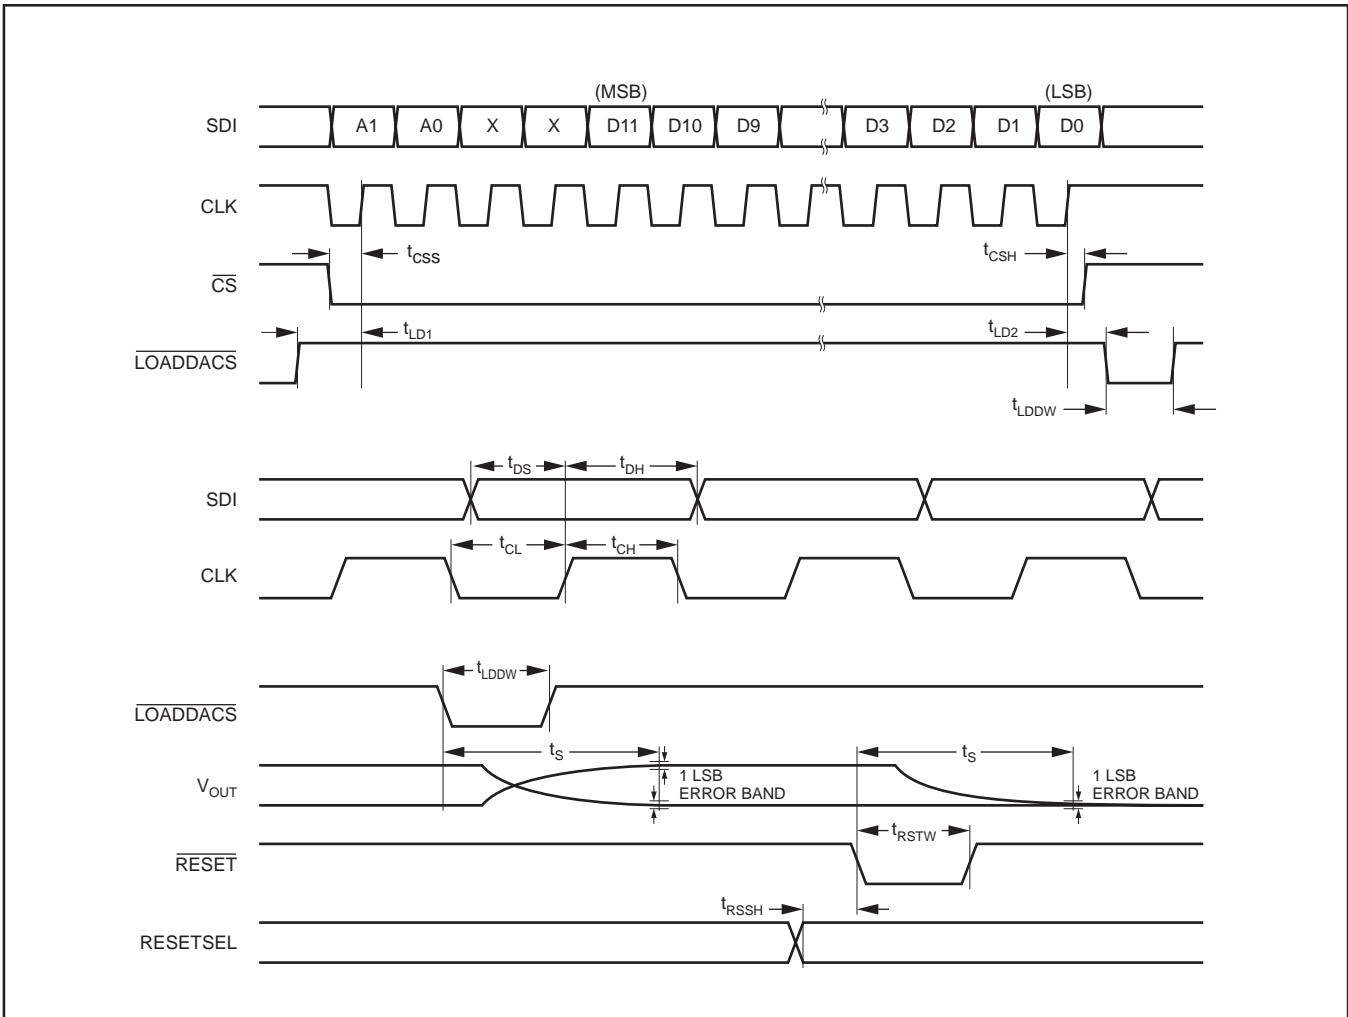 (MSB) (LSB)
SDI A1 A0 X X D11 D10 D9 D3 D2 D1 D0
CLK
tCSS tCSH
CS
tLD1 tLD2
LOADDACS
tLDDW
tDS tDH
SDI
tCL tCH
CLK
tLDDW
LOADDACS
tS tS
VOUT
1 LSB
ERROR BAND
1 LSB
ERROR BAND
tRSTW
RESET
tRSSH
RESETSEL